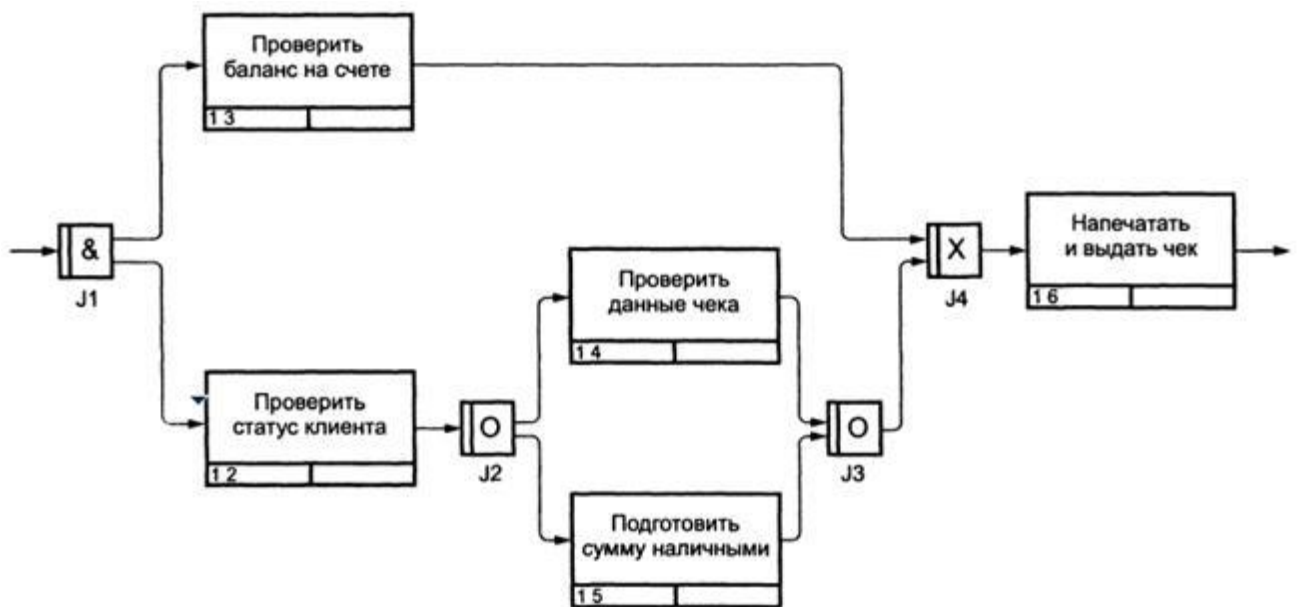 Проверить
баланс на счете
1 3
&
J1
Проверить
статус клиента
1 2
O
J2
Проверить
данные чека
1 4
Подготовить
сумму наличными
1 5
O
J3
X
J4
Напечатать
и выдать чек
1 6